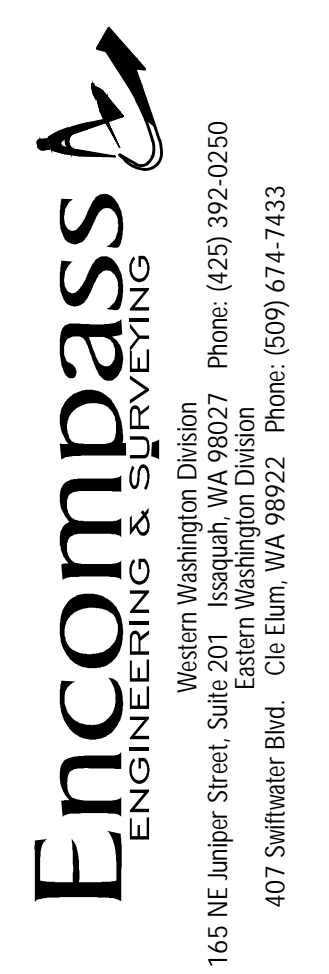 Encompass
ENGINEERING & SURVEYING
Western Washington Division
165 NE Juniper Street, Suite 201 Issaquah, WA 98027 Phone: (425) 392-0250
Eastern Washington Division
407 Swiftwater Blvd. Cle Elum, WA 98922 Phone: (509) 674-7433